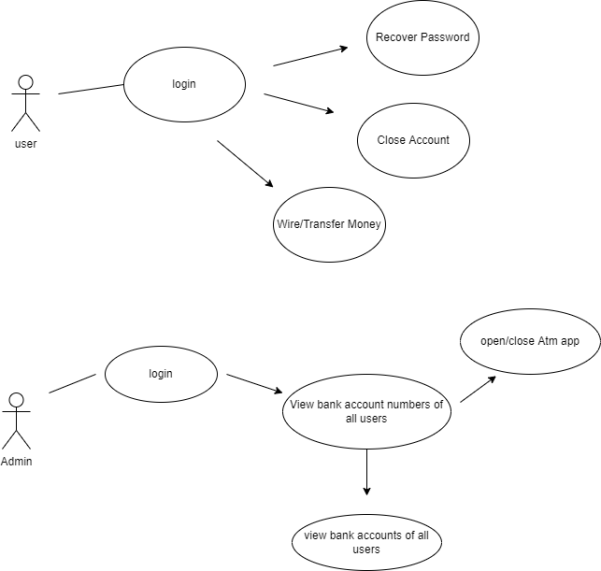 Recover Password
login
user
Close Account
Wire/Transfer Money
open/close Atm app
login
View bank account numbers of
all users
Admin
view bank accounts of all
users